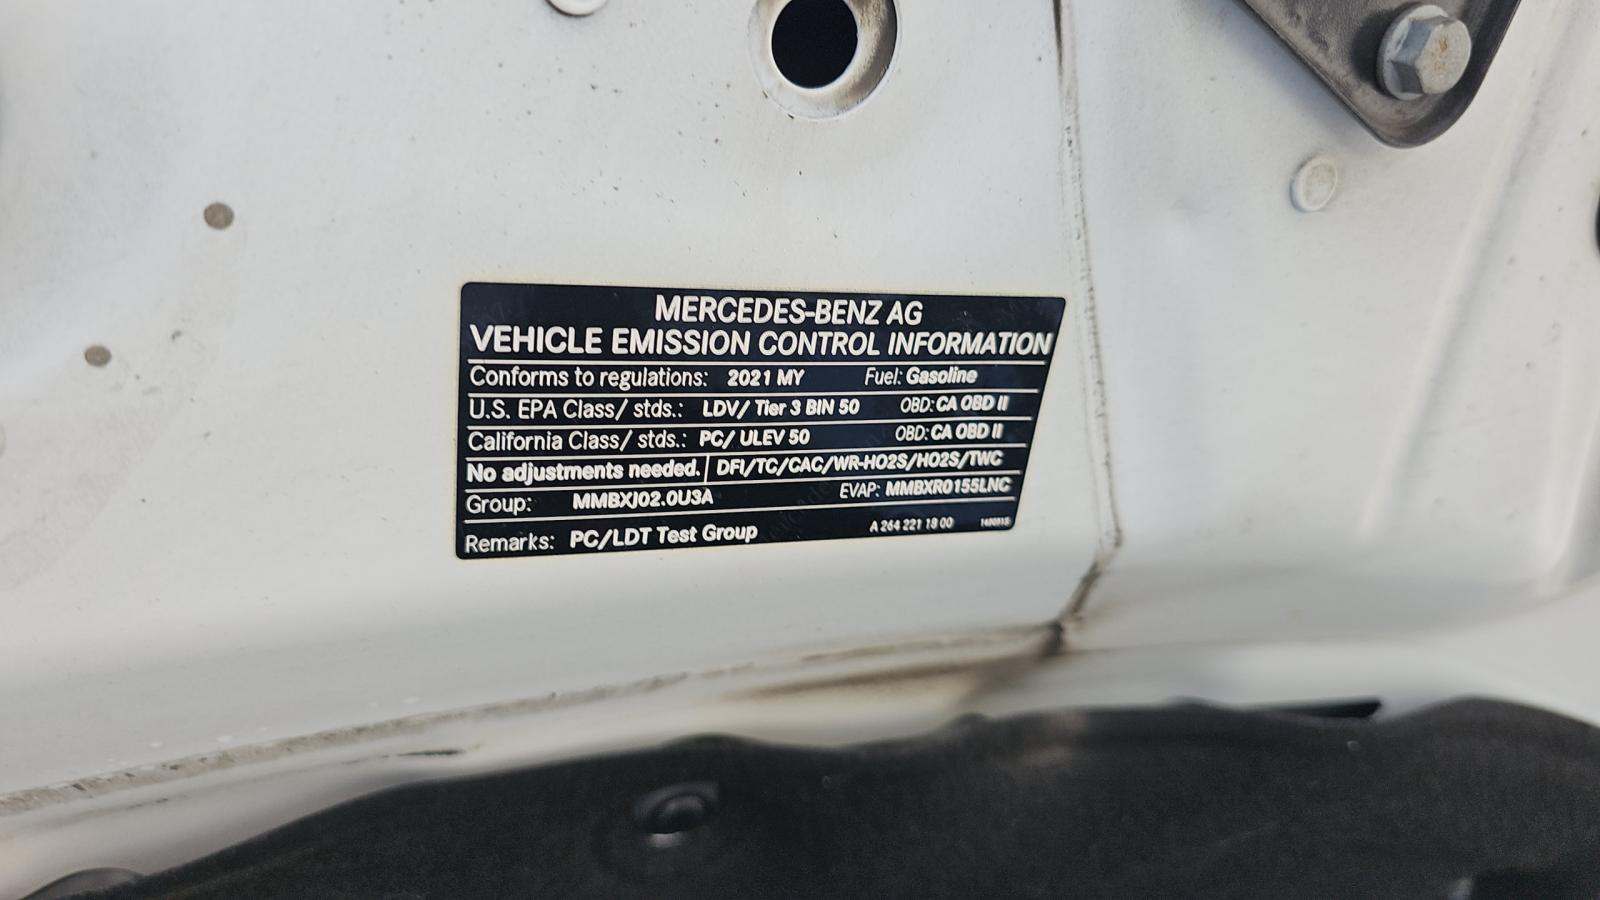 MERCEDES-BENZ AG
VEHICLE EMISSION CONTROL INFORMATION
Conforms to regulations: 2021 MY Fuel: Gasoline
U.S. EPA Class/ stds.: LDV/ Tier 3 BIN 50 OBD: CA OBD II
California Class/ stds.: PC/ ULEV 50 OBD: CA OBD II
No adjustments needed. DFI/TC/CAC/WR-HO2S/HO2S/TWC
Group: MMBXJ02.0U3A EVAP: MMBXR0155LNC
Remarks: PC/LDT Test Group A 264 221 18 00